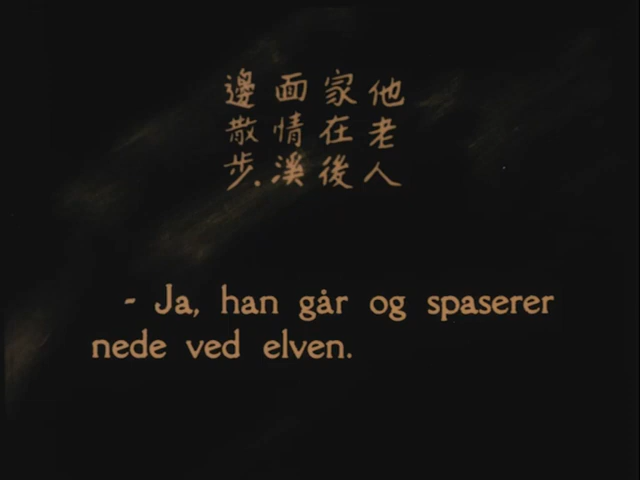 他老人
家在後
面情溪
邊散步.
- Ja, han går og spaserer
nede ved elven.